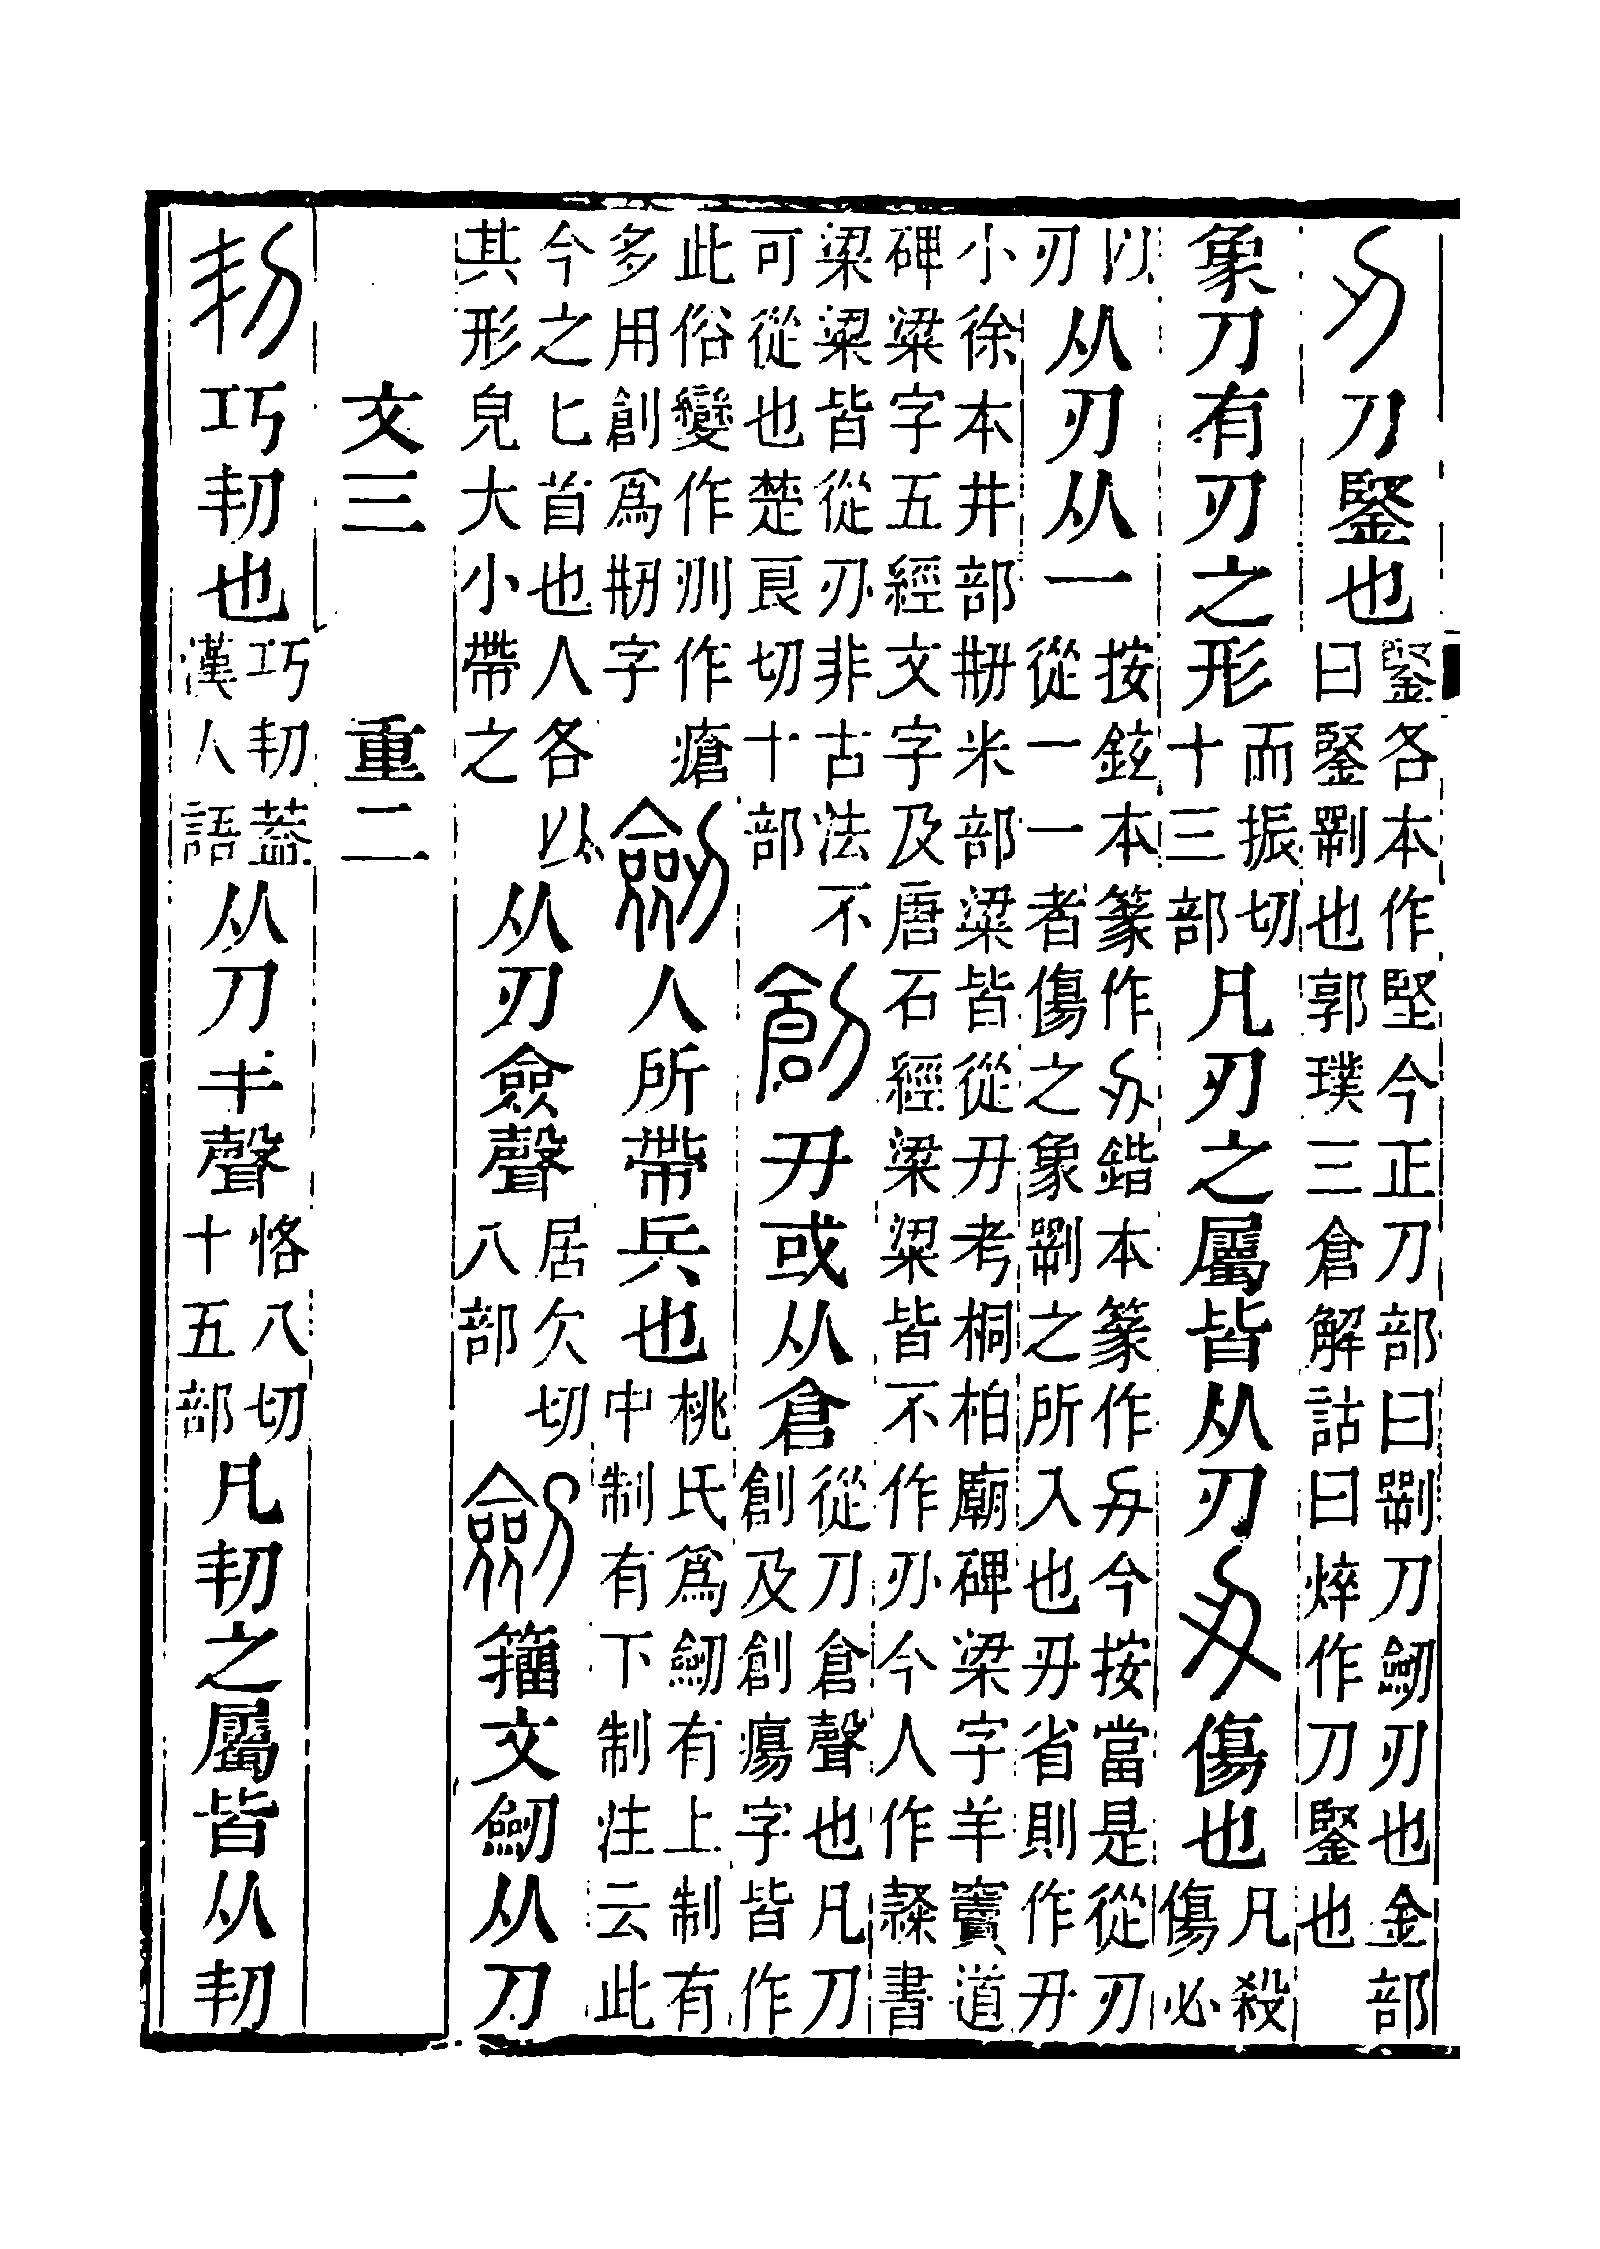 刃刀鋻也鋻各本作堅今正刀部曰㓵刀劒刃也金部曰鋻㓵也郭璞三倉解詁曰焠作刀鋻也
象刀有刃之形而振切十三部凡刃之屬皆从刃刅傷也凡殺傷必
以刃从刃从一按鉉本篆作刅鍇本篆作刄今按當是從刃從一一者傷之象㓵之所入也刅省則作刅
小徐本井部刱米部粱皆從刅考桐柏廟碑梁字羊竇道碑粱字五經文字及唐石經梁粱皆不作刅今人作隸書
梁粱皆從刅非古法不可從也楚良切十部創刅或从倉從刀倉聲也凡刀創及創瘍字皆作
此俗變作刱作瘡多用創爲刱字劒人所帶兵也桃氏爲劒有上制有中制有下制注云此
今之匕首也人各以其形皃大小帶之从刃僉聲居欠切八部劍籒文劒从刀
文三 重二
㓞巧㓞也巧㓞蓋漢人語从刀丯聲恪八切十五部凡㓞之屬皆从㓞